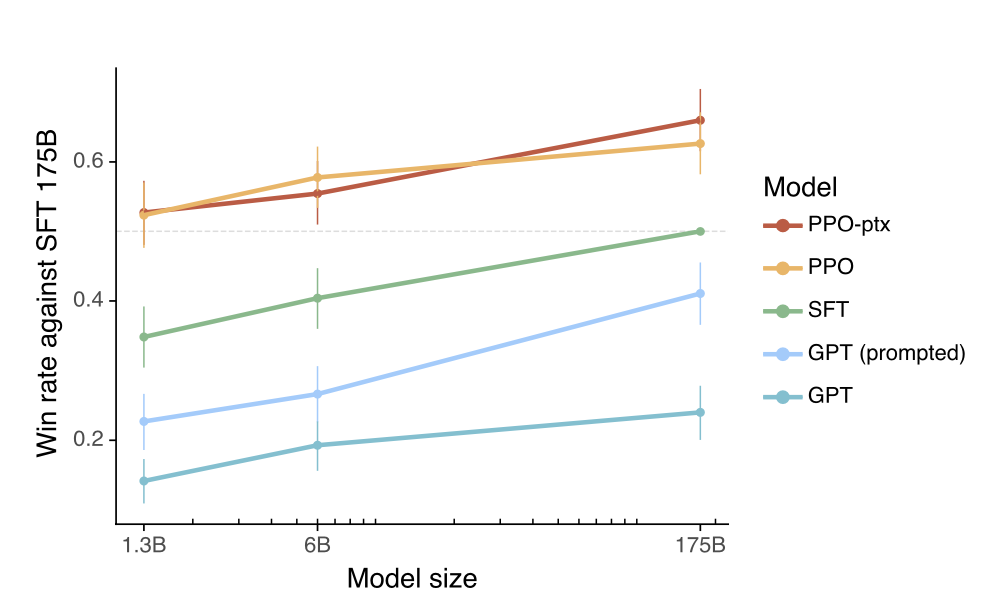 Win rate against SFT 175B
0.6
0.4
0.2
1.3B
6B
175B
Model size
Model
PPO-ptx
PPO
SFT
GPT (prompted)
GPT